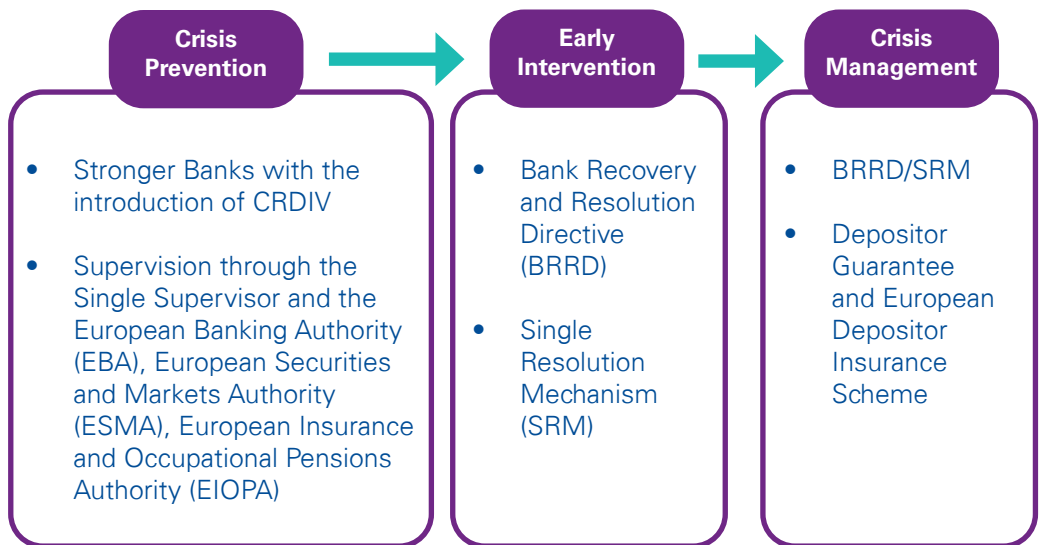 Crisis
Prevention
Early
Intervention
Crisis
Management
• Stronger Banks with the
introduction of CRDIV
• Supervision through the
Single Supervisor and the
European Banking Authority
(EBA), European Securities
and Markets Authority
(ESMA), European Insurance
and Occupational Pensions
Authority (EIOPA)
• Bank Recovery
and Resolution
Directive
(BRRD)
• Single
Resolution
Mechanism
(SRM)
• BRRD/SRM
• Depositor
Guarantee
and European
Depositor
Insurance
Scheme